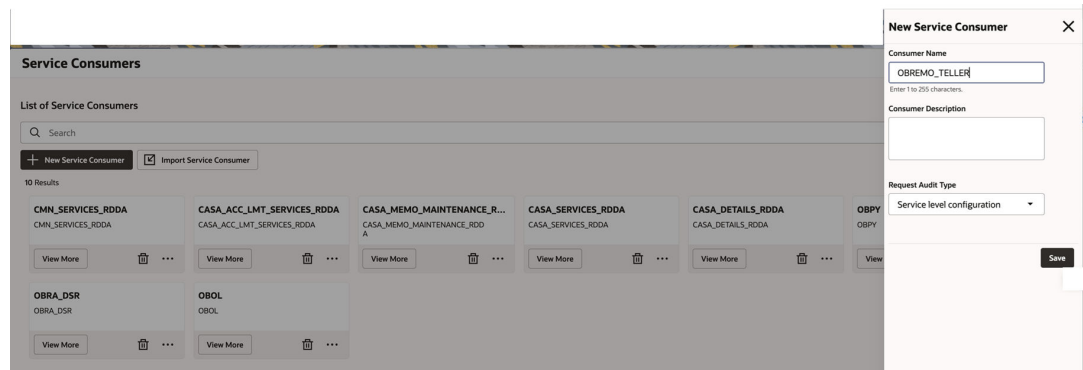 New Service Consumer
Service Consumers
Consumer Name
OBREMO_TELLER
Enter 1 to 255 characters.
Consumer Description
List of Service Consumers
Search
New Service Consumer
Import Service Consumer
10 Results
Request Audit Type
Service level configuration
CMN_SERVICES_RDDA
CASA_ACC_LMT_SERVICES_RDDA
CASA_MEMO_MAINTENANCE_R...
CASA_SERVICES_RDDA
CASA_DETAILS_RDDA
OBPY
CMN_SERVICES_RDDA
CASA_ACC_LMT_SERVICES_RDDA
CASA_MEMO_MAINTENANCE_RDD
A
CASA_SERVICES_RDDA
CASA_DETAILS_RDDA
OBPY
View More
View More
View More
View More
View More
View
Save
OBRA_DSR
OBOL
OBRA_DSR
OBOL
View More
View More